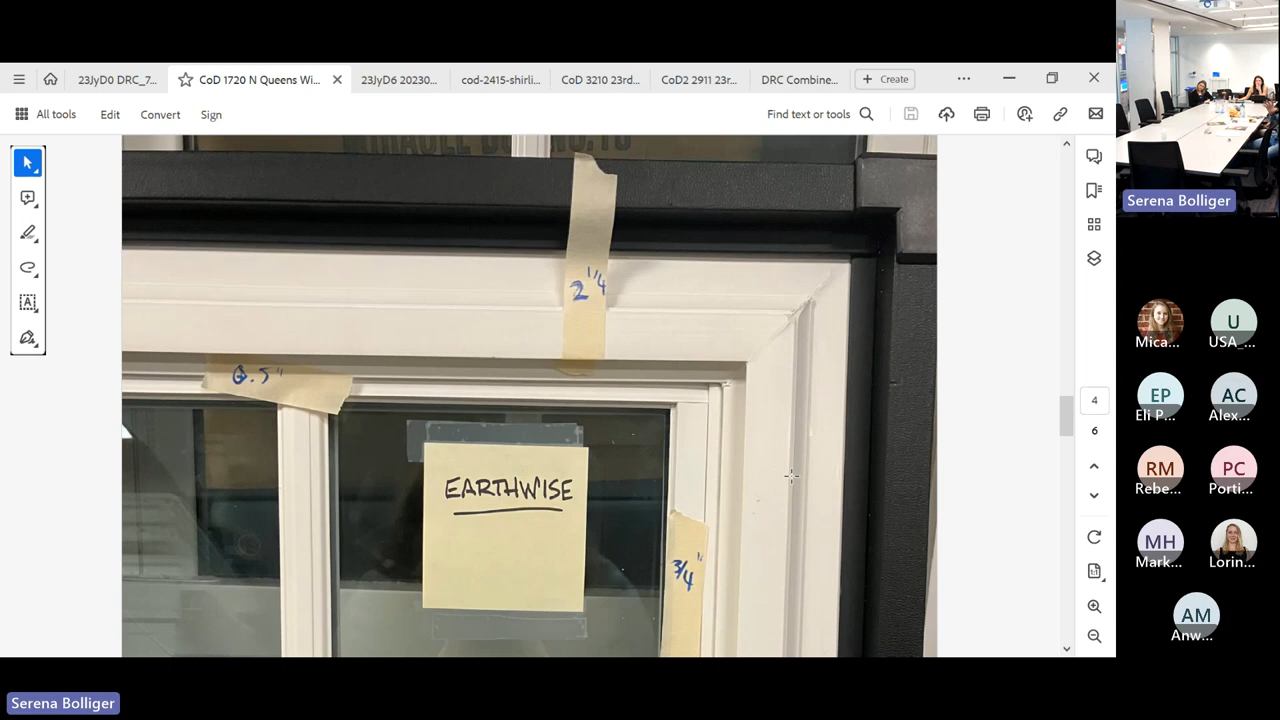 23JyD0 DRC_7...
CoD 1720 N Queens Wi...
23JyD6 20230...
cod-2415-shirli...
CoD 3210 23rd...
CoD2 2911 23r...
DRC Combine...
Create
All tools
Edit
Convert
Sign
Find text or tools
2 1/4
0.5"
EARTHWISE
3/4"
4
6
Serena Bolliger
Mica...
U
USA_...
EP
Eli P...
AC
Alex...
RM
Rebe...
PC
Porti...
MH
Mark...
Lorin...
AM
Anw...
Serena Bolliger